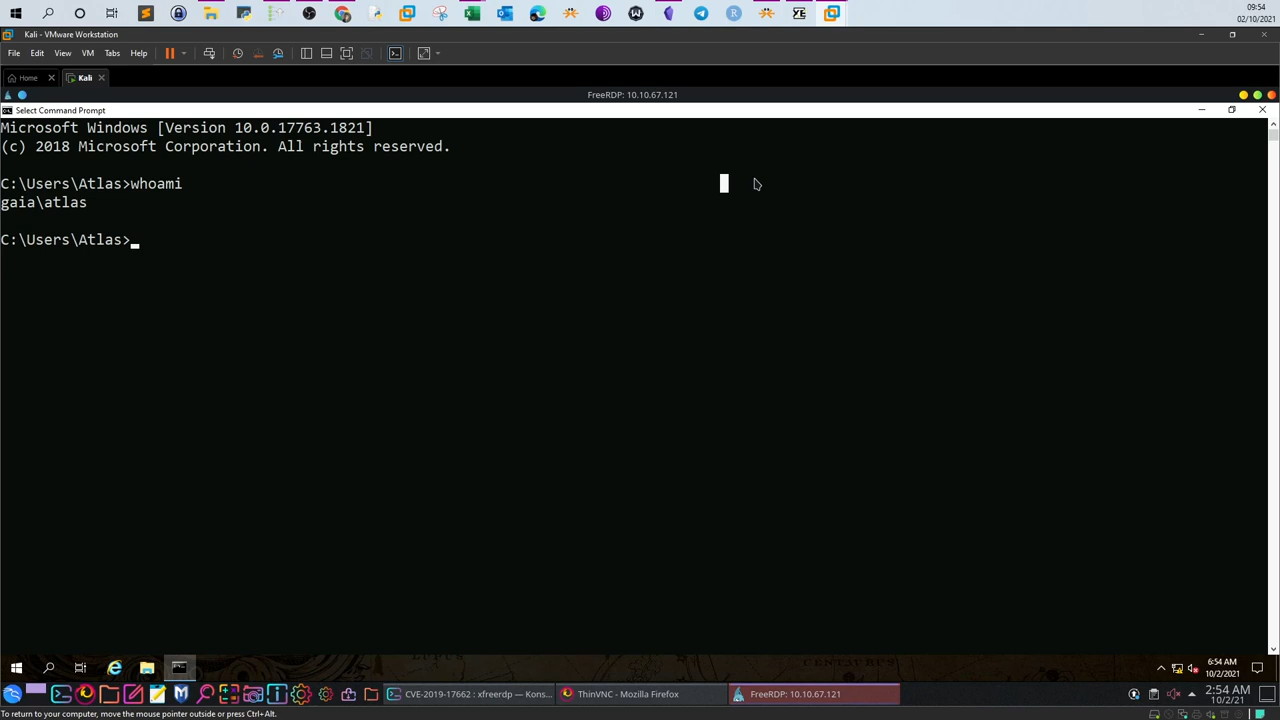 09:54
02/10/2021
Kali - VMware Workstation
File Edit View VM Tabs Help
Home Kali
FreeRDP: 10.10.67.121
Select Command Prompt
Microsoft Windows [Version 10.0.17763.1821]
(c) 2018 Microsoft Corporation. All rights reserved.
C:\Users\Atlas>whoami
gaia\atlas
C:\Users\Atlas>
6:54 AM
10/2/2021
CVE-2019-17662 : xfreerdp — Kons... ThinVNC - Mozilla Firefox FreeRDP: 10.10.67.121
2:54 AM
10/2/21
To return to your computer, move the mouse pointer outside or press Ctrl+Alt.